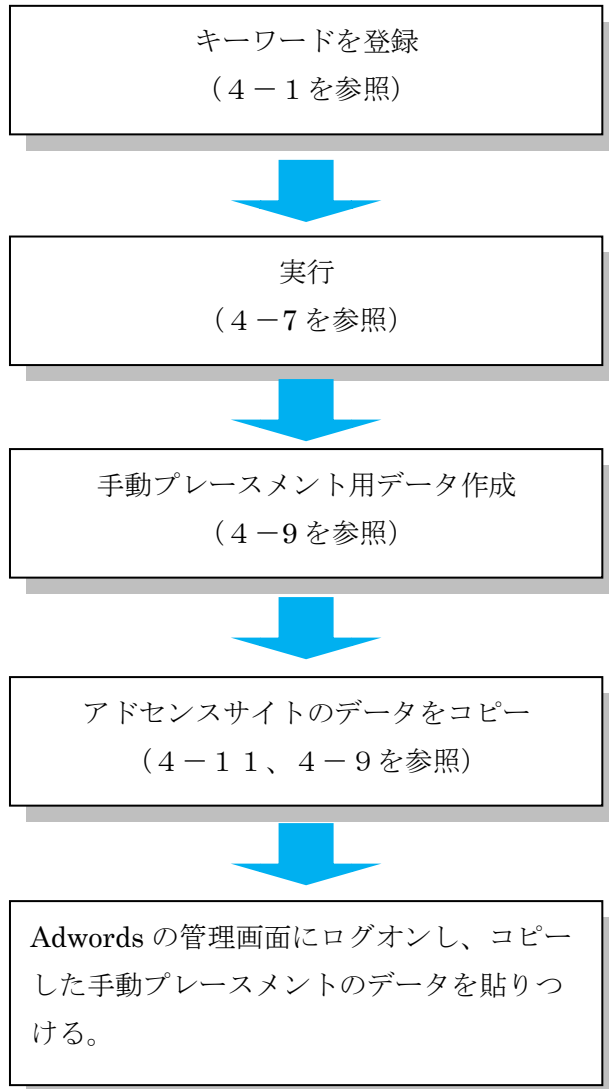 キーワードを登録
（４－１を参照）
実行
（４－7 を参照）
手動プレースメント用データ作成
（４－9 を参照）
アドセンスサイトのデータをコピー
（４－１１、４－９を参照）
Adwords の管理画面にログオンし、コピー
した手動プレースメントのデータを貼りつ
ける。